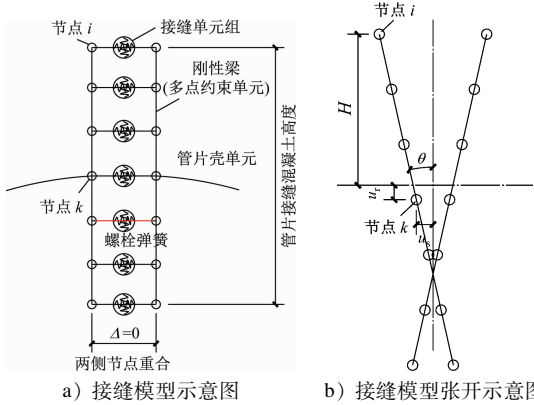 节点 i
接缝单元组
刚性梁
(多点约束单元)
管片壳单元
节点 k
螺栓弹簧
管片接缝混凝土高度
Δ=0
两侧节点重合
a）接缝模型示意图
节点 i
H
θ
u_r
节点 k
u_s
b）接缝模型张开示意图